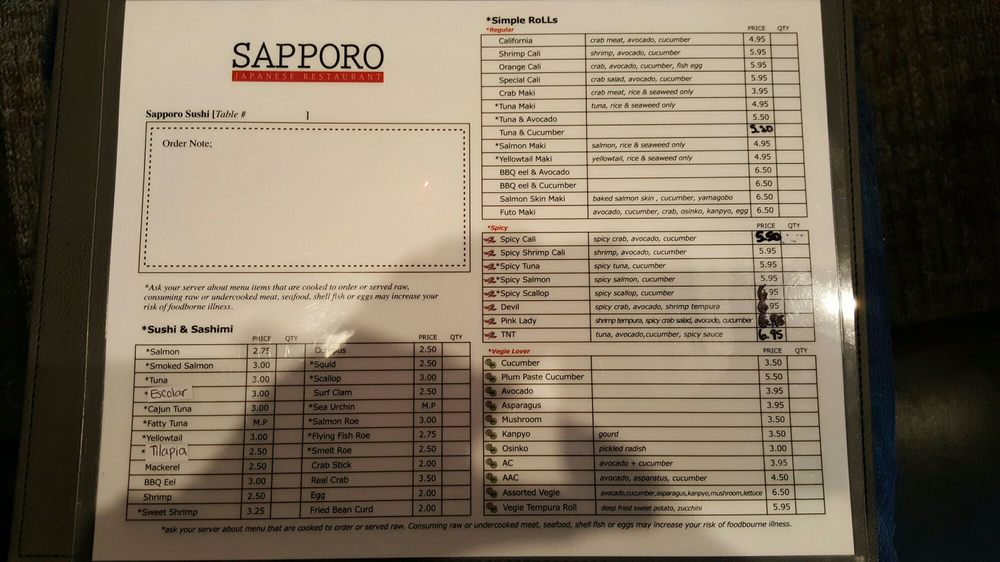 SAPPORO
JAPANESE RESTAURANT
Sapporo Sushi [Table # ]
Order Note;
*Ask your server about menu items that are cooked to order or served raw,
consuming raw or undercooked meat, seafood, shell fish or eggs may increase your
risk of foodborne illness.
*Sushi & Sashimi
PRICE QTY
*Salmon 2.75
*Smoked Salmon 3.00
*Tuna 3.00
*Escolar 3.00
*Cajun Tuna 3.00
*Fatty Tuna M.P
*Yellowtail 3.00
*Tilapia 2.50
Mackerel 2.50
BBQ Eel 3.00
Shrimp 2.50
*Sweet Shrimp 3.25
PRICE QTY
2.50
*Squid 2.50
*Scallop 3.00
Surf Clam 2.50
*Sea Urchin M.P
*Salmon Roe 3.00
*Flying Fish Roe 2.75
*Smelt Roe 2.50
Crab Stick 2.00
Real Crab 3.50
Egg 2.00
Fried Bean Curd 2.00
*Simple RoLLs
*Regular PRICE QTY
California crab meat, avocado, cucumber 4.95
Shrimp Cali shrimp, avocado, cucumber 5.95
Orange Cali crab, avocado, cucumber, fish egg 5.95
Special Cali crab salad, avocado, cucumber 5.95
Crab Maki crab meat, rice & seaweed only 3.95
*Tuna Maki tuna, rice & seaweed only 4.95
*Tuna & Avocado 5.50
Tuna & Cucumber 5.50
*Salmon Maki salmon, rice & seaweed only 4.95
*Yellowtail Maki yellowtail, rice & seaweed only 4.95
BBQ eel & Avocado 6.50
BBQ eel & Cucumber 6.50
Salmon Skin Maki baked salmon skin , cucumber, yamagobo 6.50
Futo Maki avocado, cucumber, crab, osinko, kanpyo, egg 6.50
*Spicy PRICE QTY
Spicy Cali spicy crab, avocado, cucumber 5.50
Spicy Shrimp Cali shrimp, avocado, cucumber 5.95
*Spicy Tuna spicy tuna, cucumber 5.95
*Spicy Salmon spicy salmon, cucumber 5.95
*Spicy Scallop spicy scallop, cucumber 6.95
Devil spicy crab, avocado, shrimp tempura 6.95
Pink Lady shrimp tempura, spicy crab salad, avocado, cucumber 6.95
TNT tuna, avocado,cucumber, spicy sauce 6.95
*Vegie Lover PRICE QTY
Cucumber 3.50
Plum Paste Cucumber 5.50
Avocado 3.95
Asparagus 3.95
Mushroom 3.50
Kanpyo gourd 3.50
Osinko pickled radish 3.00
AC avocado + cucumber 3.95
AAC avocado, asparatus, cucumber 4.50
Assorted Vegie avocado,cucumber,asparagus,kanpyo,mushroom,lettuce 6.50
Vegie Tempura Roll deep fried sweet potato, zucchini 5.95
*ask your server about menu that are cooked to order or served raw. Consuming raw or undercooked meat, seafood, shell fish or eggs may increase your risk of foodbourne illness.